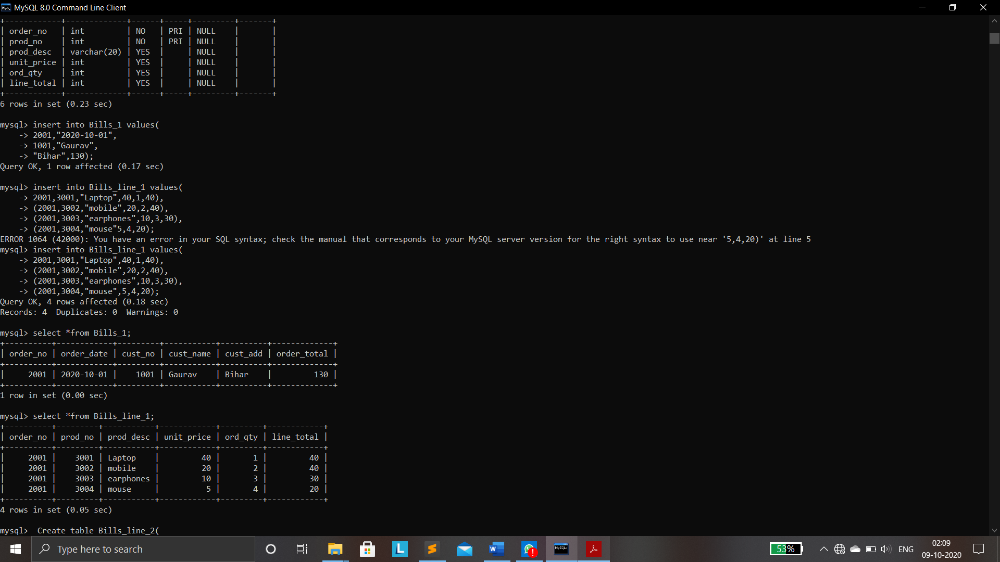 MySQL 8.0 Command Line Client
+------------+-------------+------+-----+---------+-------+
| order_no   | int         | NO   | PRI | NULL    |       |
| prod_no    | int         | NO   | PRI | NULL    |       |
| prod_desc  | varchar(20) | YES  |     | NULL    |       |
| unit_price | int         | YES  |     | NULL    |       |
| ord_qty    | int         | YES  |     | NULL    |       |
| line_total | int         | YES  |     | NULL    |       |
+------------+-------------+------+-----+---------+-------+
6 rows in set (0.23 sec)
mysql> insert into Bills_1 values(
    -> 2001,"2020-10-01",
    -> 1001,"Gaurav",
    -> "Bihar",130);
Query OK, 1 row affected (0.17 sec)
mysql> insert into Bills_line_1 values(
    -> 2001,3001,"Laptop",40,1,40),
    -> (2001,3002,"mobile",20,2,40),
    -> (2001,3003,"earphones",10,3,30),
    -> (2001,3004,"mouse"5,4,20);
ERROR 1064 (42000): You have an error in your SQL syntax; check the manual that corresponds to your MySQL server version for the right syntax to use near '5,4,20)' at line 5
mysql> insert into Bills_line_1 values(
    -> 2001,3001,"Laptop",40,1,40),
    -> (2001,3002,"mobile",20,2,40),
    -> (2001,3003,"earphones",10,3,30),
    -> (2001,3004,"mouse",5,4,20);
Query OK, 4 rows affected (0.18 sec)
Records: 4  Duplicates: 0  Warnings: 0
mysql> select *from Bills_1;
+----------+------------+---------+-----------+----------+-------------+
| order_no | order_date | cust_no | cust_name | cust_add | order_total |
+----------+------------+---------+-----------+----------+-------------+
|     2001 | 2020-10-01 |    1001 | Gaurav    | Bihar    |         130 |
+----------+------------+---------+-----------+----------+-------------+
1 row in set (0.00 sec)
mysql> select *from Bills_line_1;
+----------+---------+-----------+------------+---------+------------+
| order_no | prod_no | prod_desc | unit_price | ord_qty | line_total |
+----------+---------+-----------+------------+---------+------------+
|     2001 |    3001 | Laptop    |         40 |       1 |         40 |
|     2001 |    3002 | mobile    |         20 |       2 |         40 |
|     2001 |    3003 | earphones |         10 |       3 |         30 |
|     2001 |    3004 | mouse     |          5 |       4 |         20 |
+----------+---------+-----------+------------+---------+------------+
4 rows in set (0.05 sec)
mysql>  Create table Bills_line_2(
Type here to search
L
S
W
!
MySQL
53%
ENG
02:09
09-10-2020